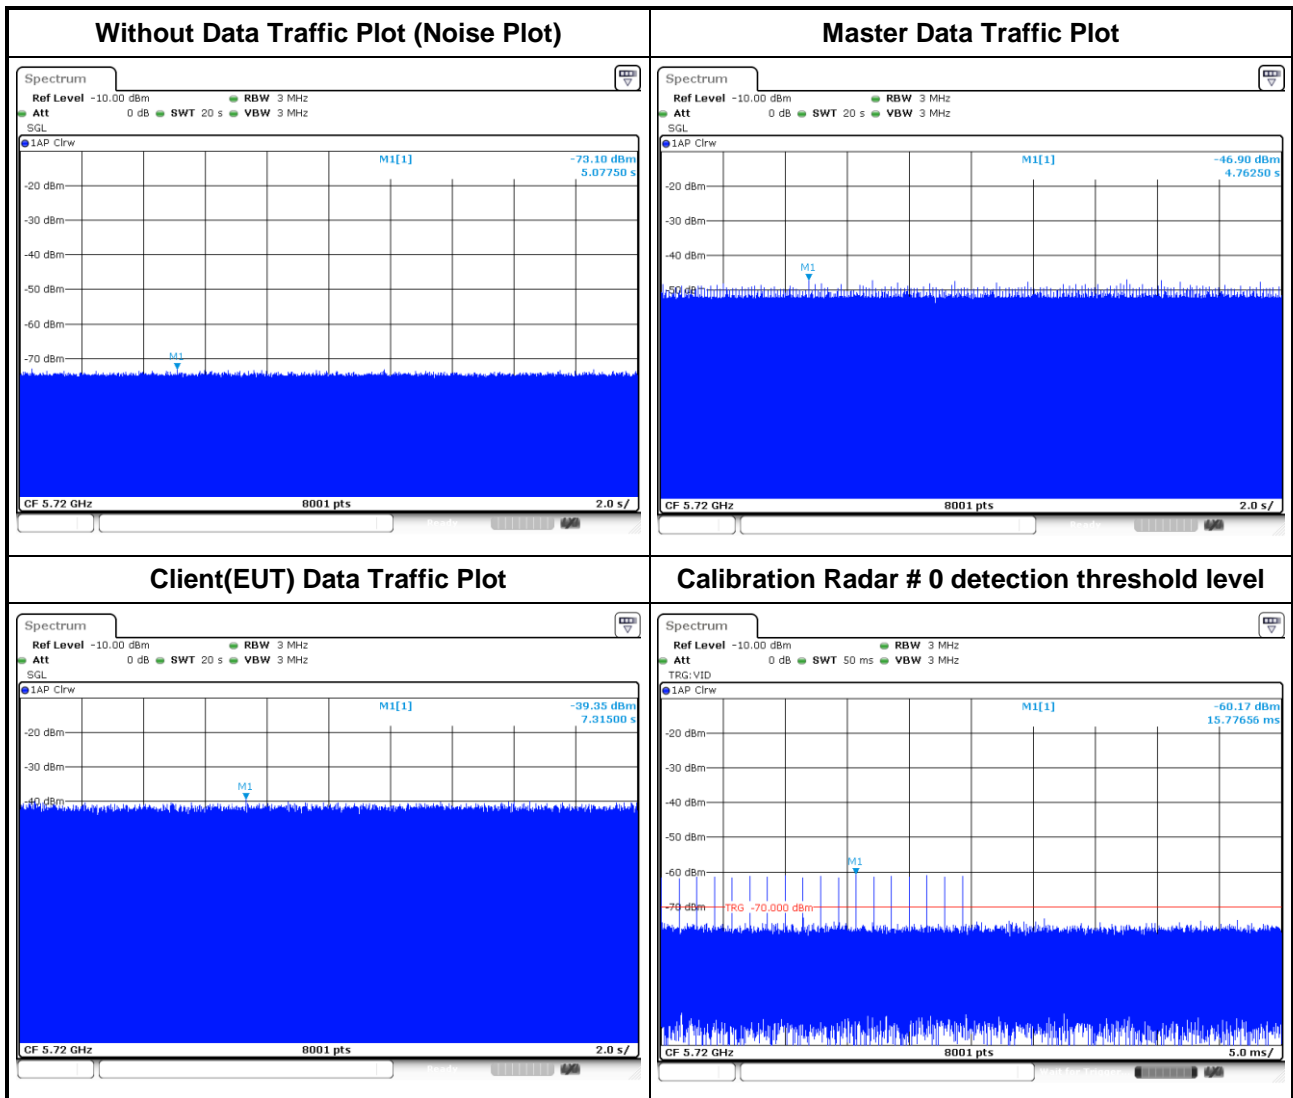 Without Data Traffic Plot (Noise Plot)
Spectrum
Ref Level -10.00 dBm RBW 3 MHz
Att 0 dB SWT 20 s VBW 3 MHz
SGL
1AP Clrw
M1[1] -73.10 dBm
5.07750 s
-20 dBm
-30 dBm
-40 dBm
-50 dBm
-60 dBm
-70 dBm
M1
CF 5.72 GHz 8001 pts 2.0 s/
Ready
Master Data Traffic Plot
Spectrum
Ref Level -10.00 dBm RBW 3 MHz
Att 0 dB SWT 20 s VBW 3 MHz
SGL
1AP Clrw
M1[1] -46.90 dBm
4.76250 s
-20 dBm
-30 dBm
-40 dBm
M1
-50 dBm
CF 5.72 GHz 8001 pts 2.0 s/
Ready
Client(EUT) Data Traffic Plot
Spectrum
Ref Level -10.00 dBm RBW 3 MHz
Att 0 dB SWT 20 s VBW 3 MHz
SGL
1AP Clrw
M1[1] -39.35 dBm
7.31500 s
-20 dBm
-30 dBm
M1
-40 dBm
CF 5.72 GHz 8001 pts 2.0 s/
Ready
Calibration Radar # 0 detection threshold level
Spectrum
Ref Level -10.00 dBm RBW 3 MHz
Att 0 dB SWT 50 ms VBW 3 MHz
TRG:VID
1AP Clrw
M1[1] -60.17 dBm
15.77656 ms
-20 dBm
-30 dBm
-40 dBm
-50 dBm
M1
-60 dBm
-70 dBm TRG -70.000 dBm
CF 5.72 GHz 8001 pts 5.0 ms/
Wait for Trigger